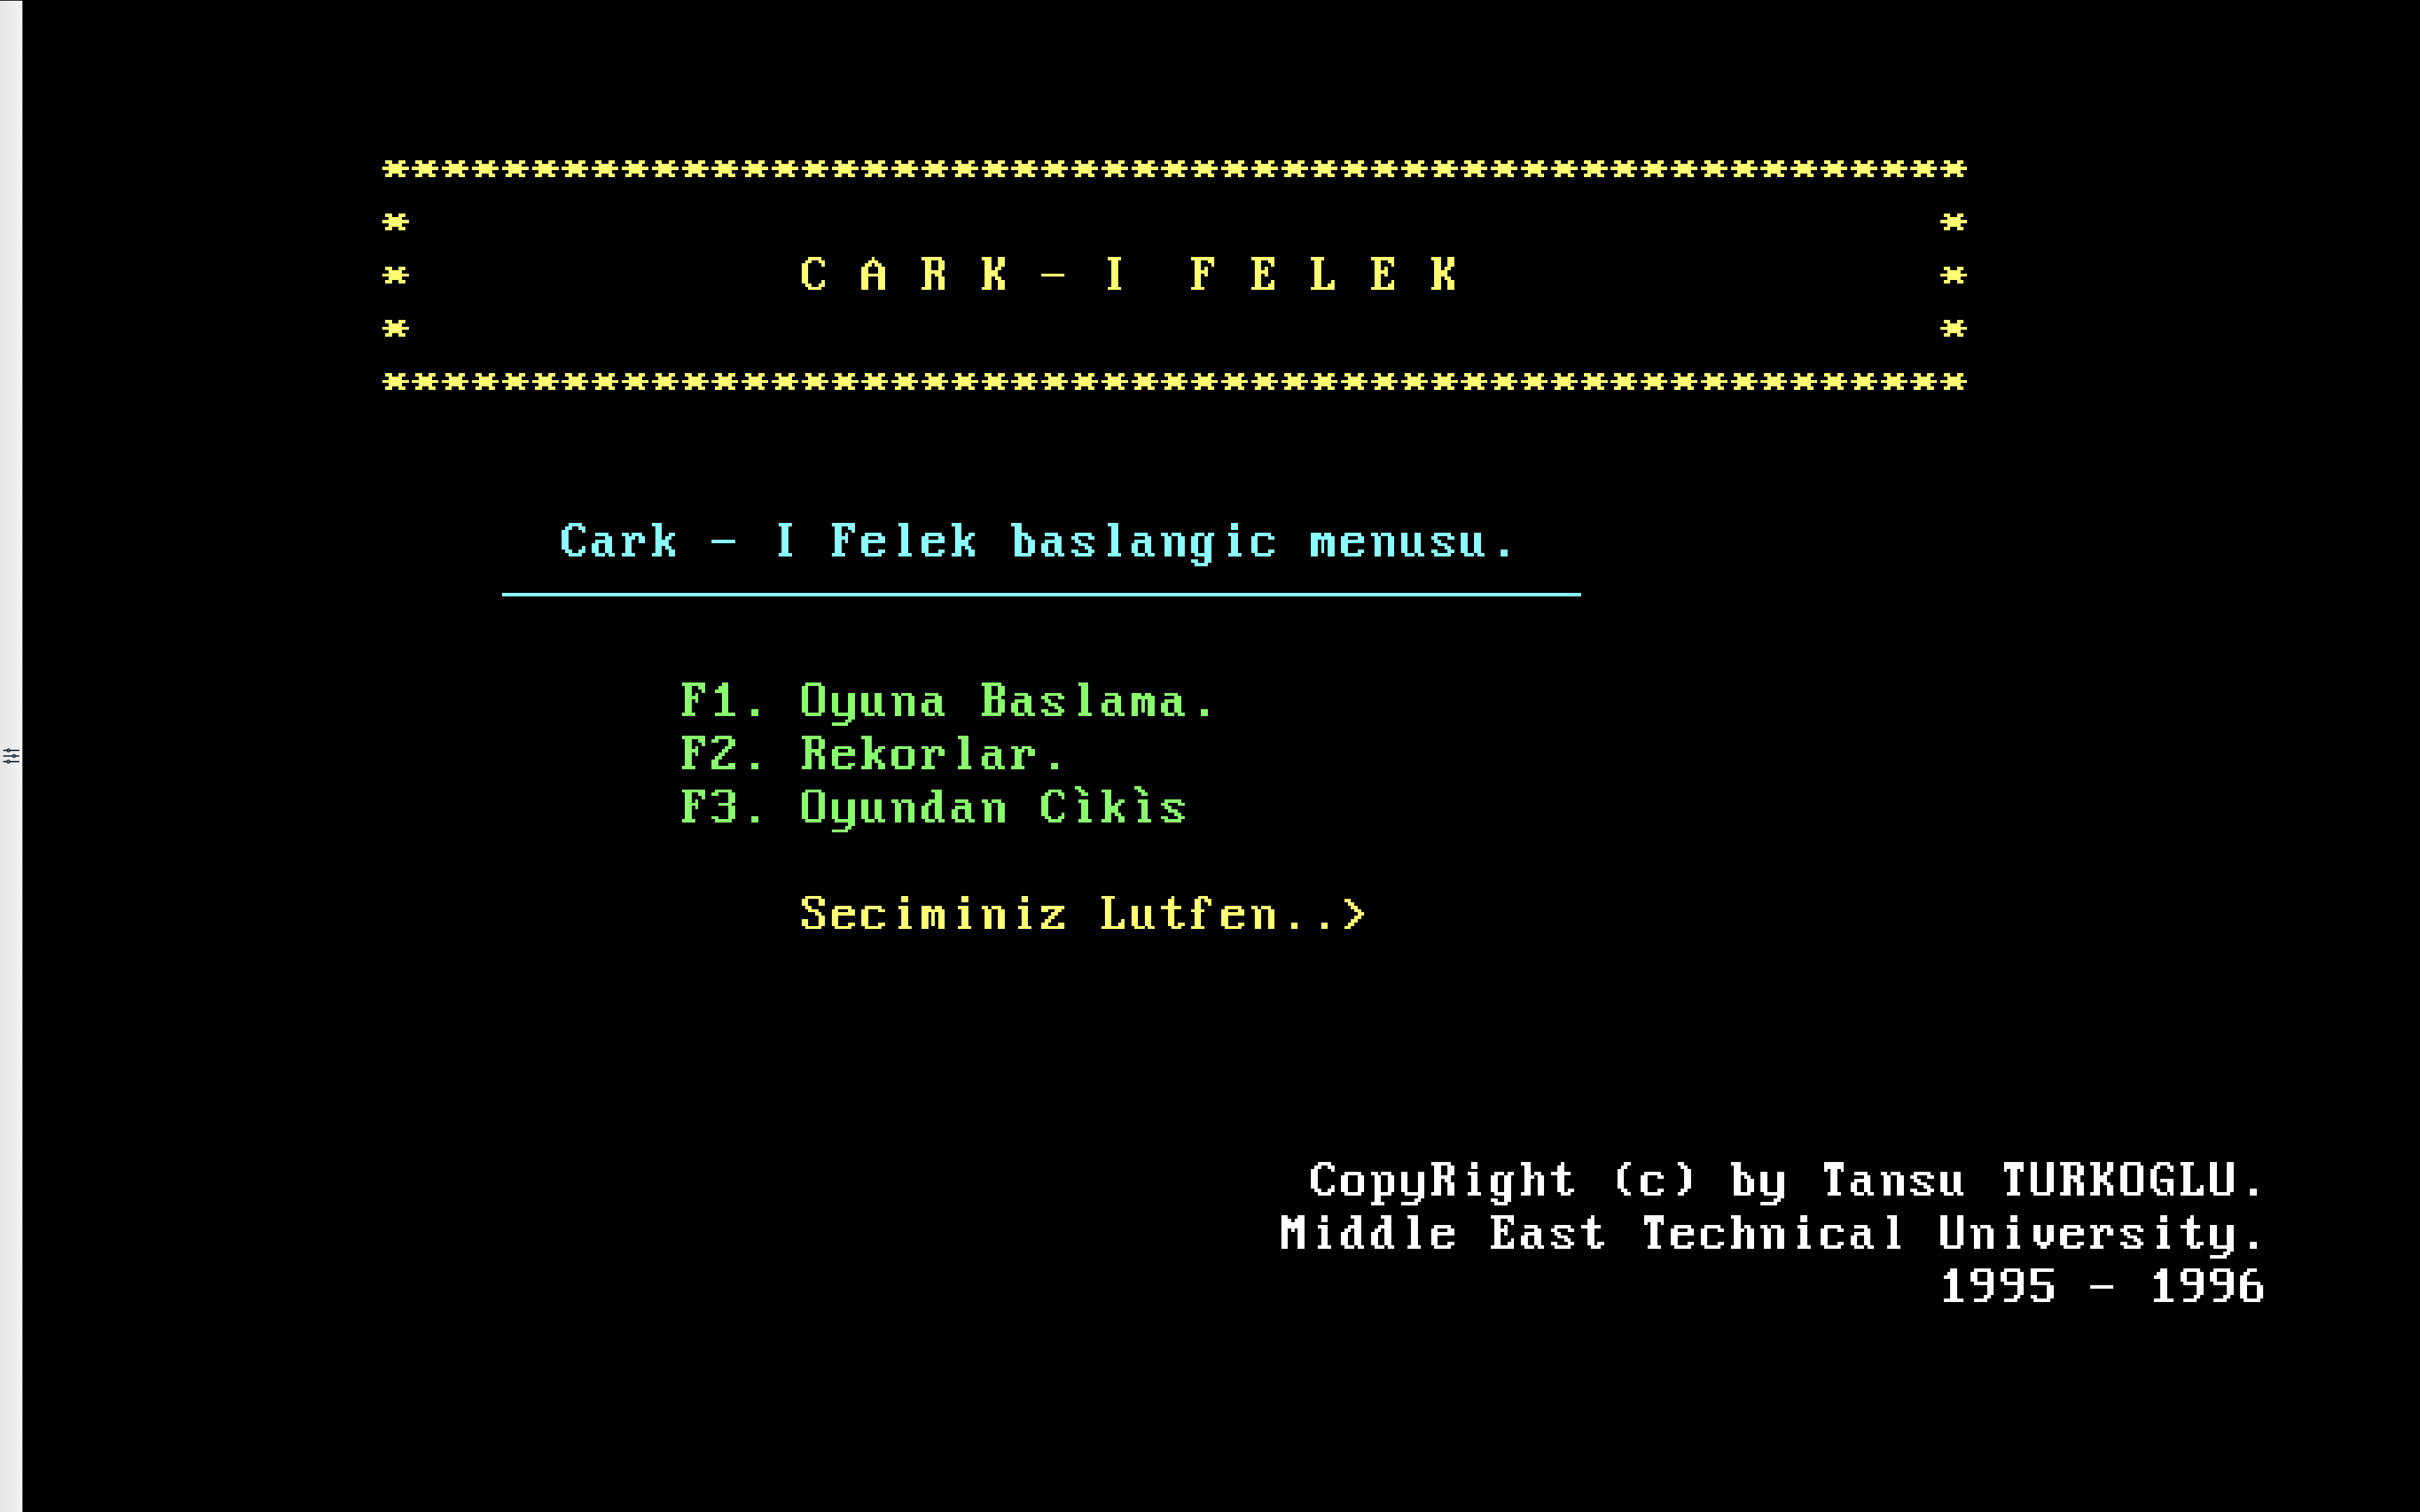 *****************************************************
* *
* C A R K - I  F E L E K *
* *
*****************************************************
Cark - I Felek baslangic menusu.
F1. Oyuna Baslama.
F2. Rekorlar.
F3. Oyundan Cìkìs
Seciminiz Lutfen..>
CopyRight (c) by Tansu TURKOGLU.
Middle East Technical University.
1995 - 1996